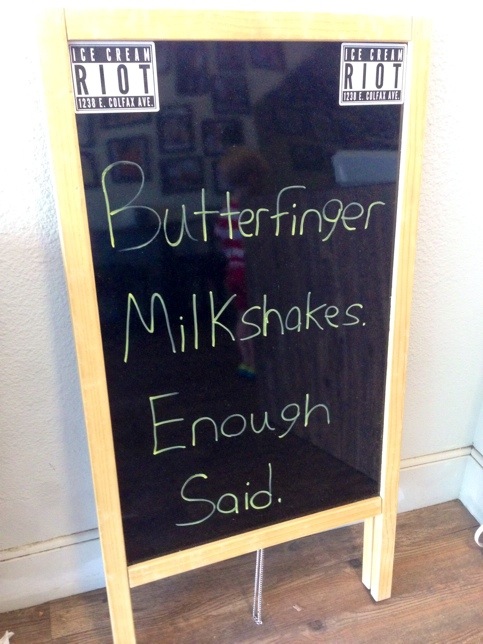 ICE CREAM
RIOT
1238 E. COLFAX AVE.
ICE CREAM
RIOT
1238 E. COLFAX AVE.
Butterfinger
Milkshakes.
Enough
Said.